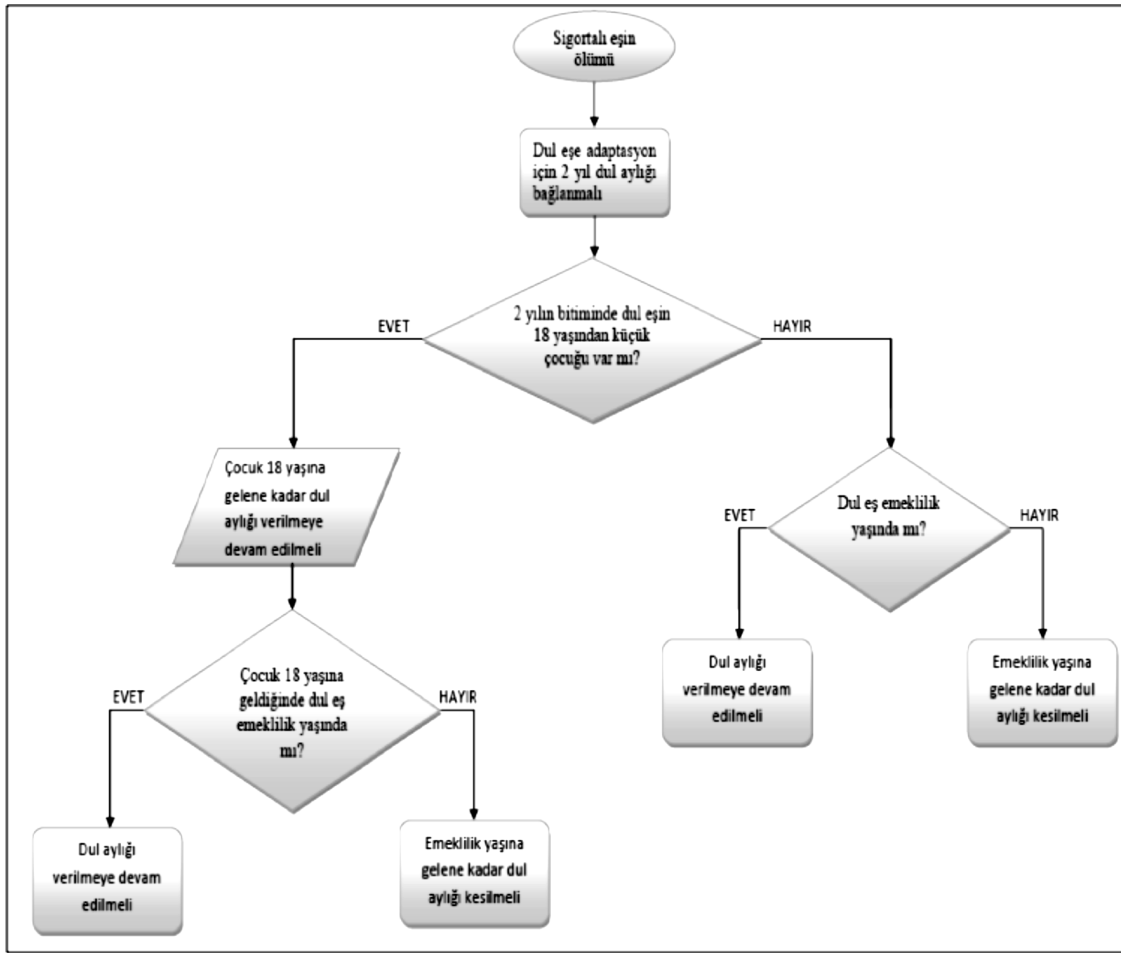 Sigortalı eşin
ölümü
Dul eşe adaptasyon
için 2 yıl dul aylığı
bağlanmalı
2 yılın bitiminde dul eşin
18 yaşından küçük
çocuğu var mı?
EVET
HAYIR
Çocuk 18 yaşına
gelene kadar dul
aylığı verilmeye
devam edilmeli
Dul eş emeklilik
yaşında mı?
EVET
HAYIR
Dul aylığı
verilmeye devam
edilmeli
Emeklilik yaşına
gelene kadar dul
aylığı kesilmeli
Çocuk 18 yaşına
geldiğinde dul eş
emeklilik yaşında
mı?
EVET
HAYIR
Dul aylığı
verilmeye devam
edilmeli
Emeklilik yaşına
gelene kadar dul
aylığı kesilmeli